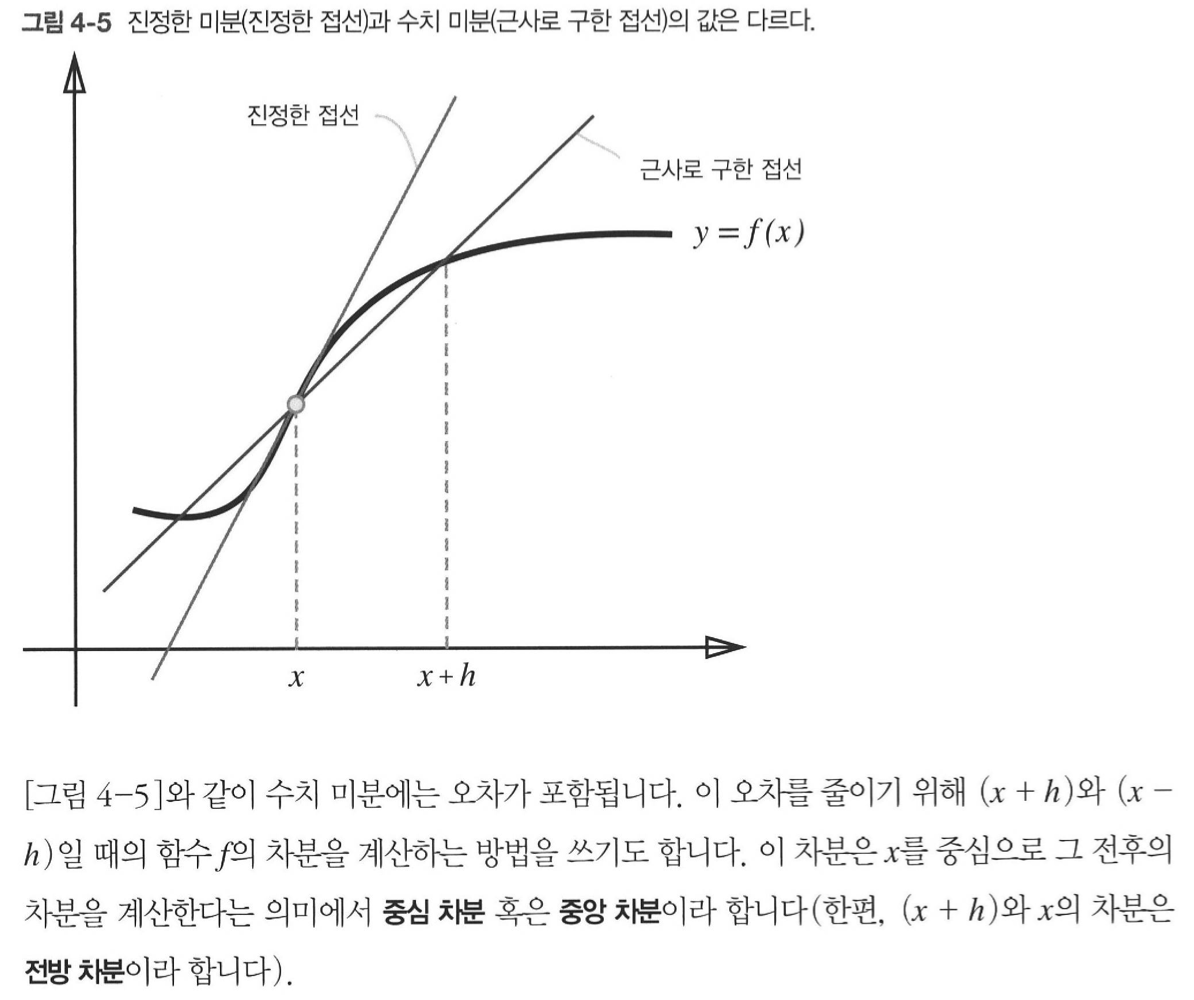 그림 4-5 진정한 미분(진정한 접선)과 수치 미분(근사로 구한 접선)의 값은 다르다.
진정한 접선
근사로 구한 접선
y = f(x)
x
x + h
[그림 4-5]와 같이 수치 미분에는 오차가 포함됩니다. 이 오차를 줄이기 위해 (x + h)와 (x −
h)일 때의 함수 f의 차분을 계산하는 방법을 쓰기도 합니다. 이 차분은 x를 중심으로 그 전후의
차분을 계산한다는 의미에서 중심 차분 혹은 중앙 차분이라 합니다(한편, (x + h)와 x의 차분은
전방 차분이라 합니다).